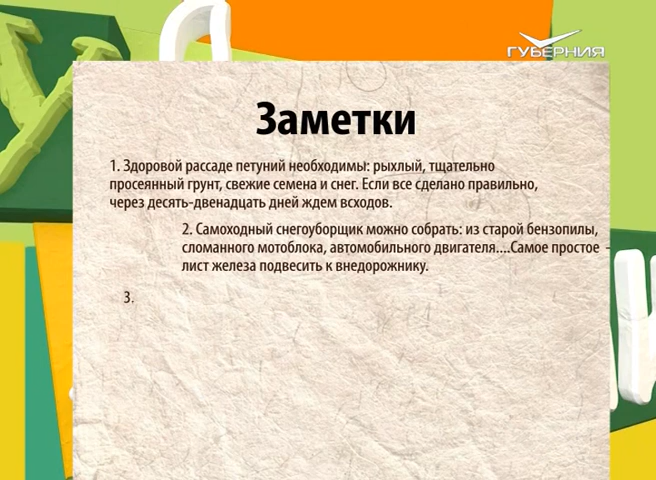 ГУБЕРНИЯ
Заметки
1. Здоровой рассаде петуний необходимы: рыхлый, тщательно
просеянный грунт, свежие семена и снег. Если все сделано правильно,
через десять-двенадцать дней ждем всходов.
2. Самоходный снегоуборщик можно собрать: из старой бензопилы,
сломанного мотоблока, автомобильного двигателя....Самое простое -
лист железа подвесить к внедорожнику.
3.